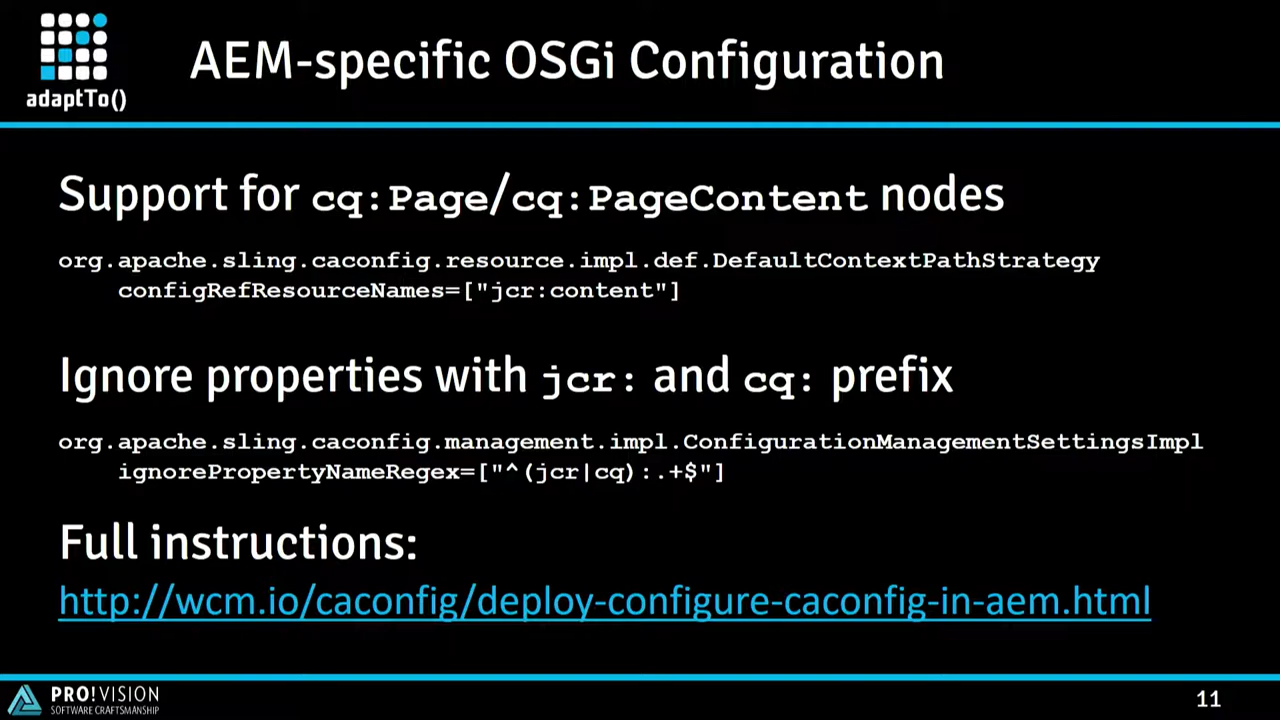 adaptTo()
AEM-specific OSGi Configuration
Support for cq:Page/cq:PageContent nodes
org.apache.sling.caconfig.resource.impl.def.DefaultContextPathStrategy
configRefResourceNames=["jcr:content"]
Ignore properties with jcr: and cq: prefix
org.apache.sling.caconfig.management.impl.ConfigurationManagementSettingsImpl
ignorePropertyNameRegex=["^(jcr|cq):.+$"]
Full instructions:
http://wcm.io/caconfig/deploy-configure-caconfig-in-aem.html
PRO!VISION
SOFTWARE CRAFTSMANSHIP
11